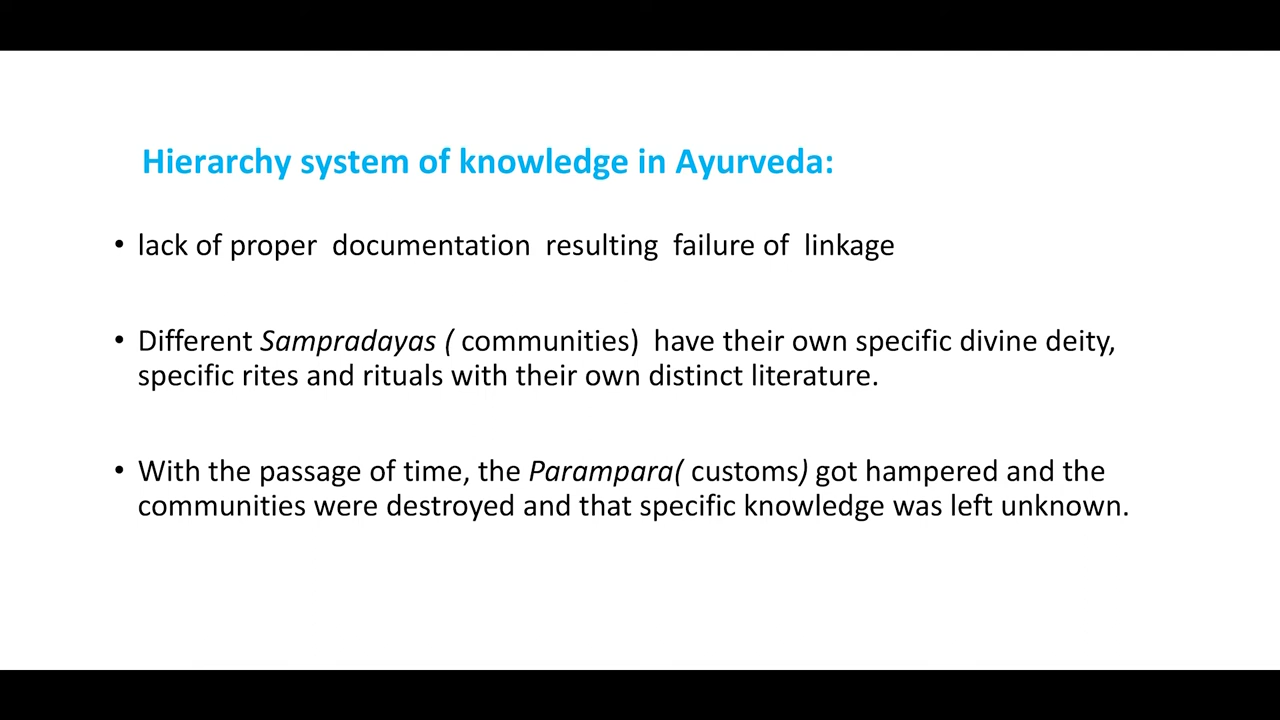 Hierarchy system of knowledge in Ayurveda:
• lack of proper documentation resulting failure of linkage
• Different Sampradayas ( communities) have their own specific divine deity,
specific rites and rituals with their own distinct literature.
• With the passage of time, the Parampara( customs) got hampered and the
communities were destroyed and that specific knowledge was left unknown.